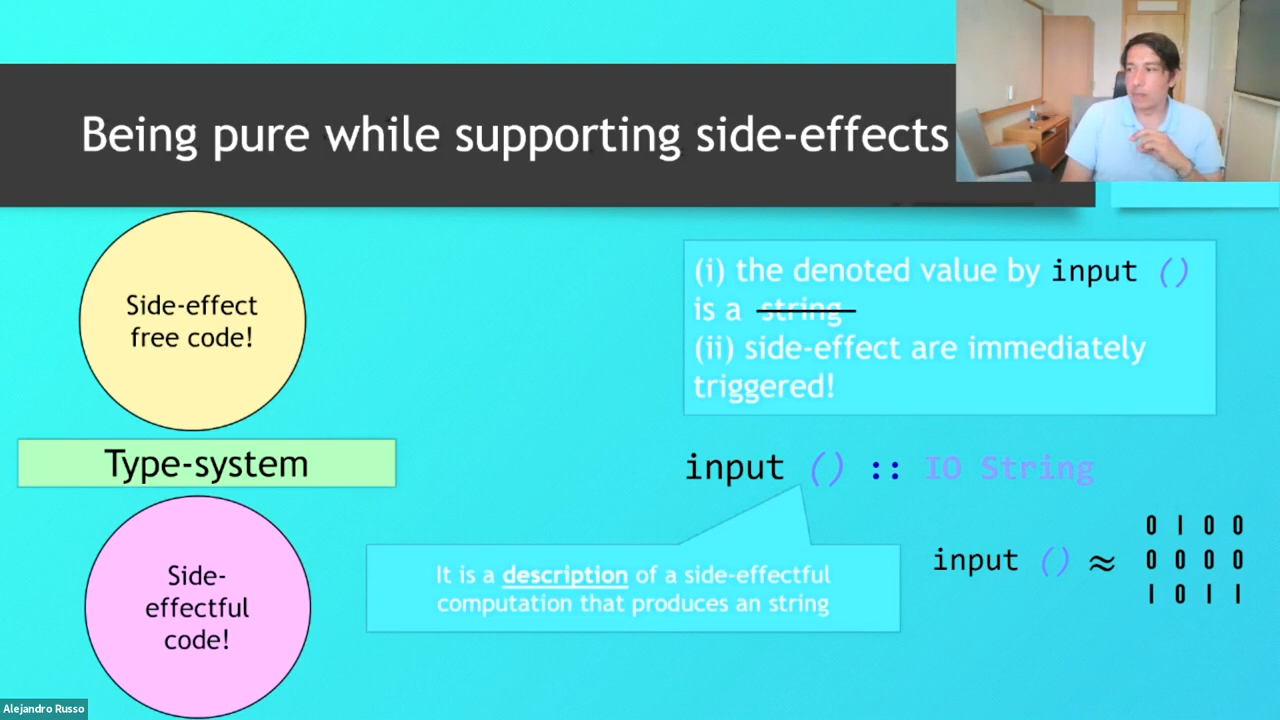 Being pure while supporting side-effects
Side-effect
free code!
(i) the denoted value by input ()
is a string
(ii) side-effect are immediately
triggered!
Type-system
input () :: IO String
It is a description of a side-effectful
computation that produces an string
input () ≈
0 1 0 0
0 0 0 0
1 0 1 1
Side-
effectful
code!
Alejandro Russo